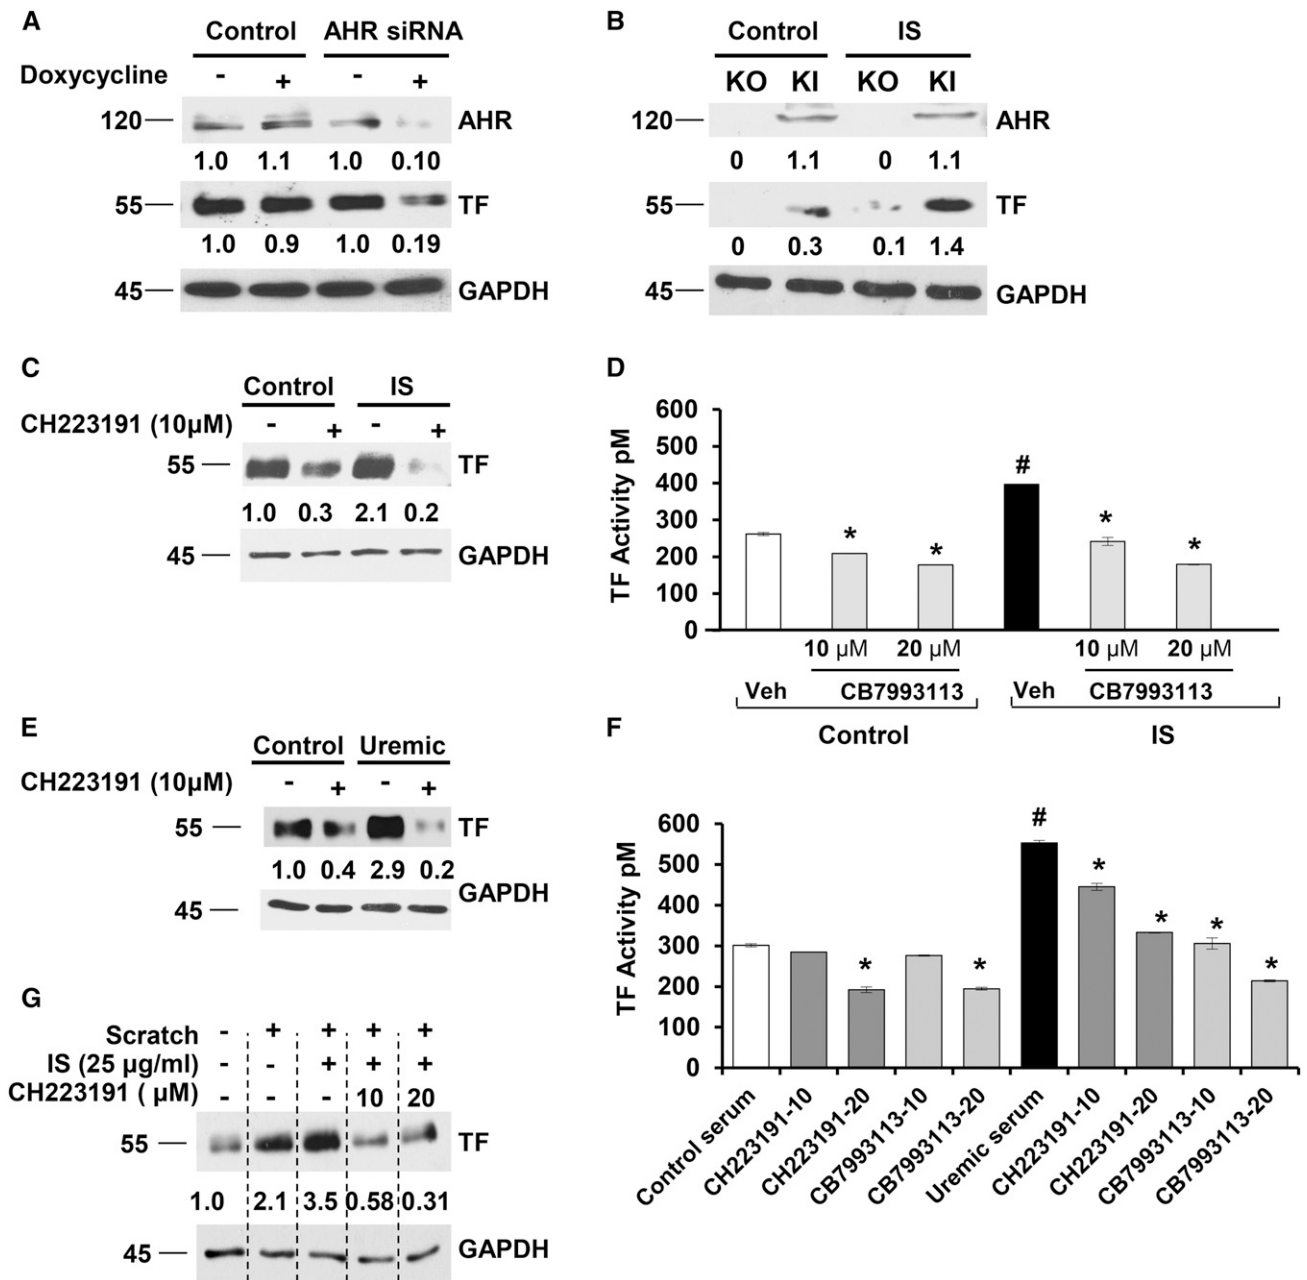 A
Control AHR siRNA
Doxycycline - + - +
120 AHR
1.0 1.1 1.0 0.10
55 TF
1.0 0.9 1.0 0.19
45 GAPDH
B
Control IS
KO KI KO KI
120 AHR
0 1.1 0 1.1
55 TF
0 0.3 0.1 1.4
45 GAPDH
C
Control IS
CH223191 (10µM) - + - +
55 TF
1.0 0.3 2.1 0.2
45 GAPDH
D
TF Activity pM
600
500
400
300
200
100
0
#
* * * *
10 µM 20 µM 10 µM 20 µM
Veh CB7993113 Veh CB7993113
Control IS
E
Control Uremic
CH223191 (10µM) - + - +
55 TF
1.0 0.4 2.9 0.2
GAPDH
45
F
TF Activity pM
600
500
400
300
200
100
0
#
* * * * * *
Control serum
CH223191-10
CH223191-20
CB7993113-10
CB7993113-20
Uremic serum
CH223191-10
CH223191-20
CB7993113-10
CB7993113-20
G
Scratch - + + + +
IS (25 µg/ml) - - + + +
CH223191 ( µM) - - - 10 20
55 TF
1.0 2.1 3.5 0.58 0.31
45 GAPDH